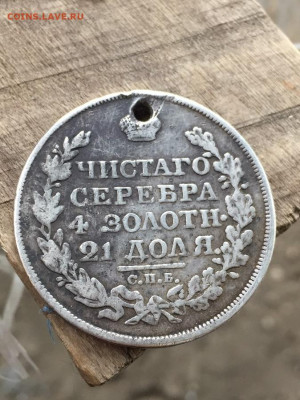 COINS.LAVE.RU
ЧИСТАГО
СЕРЕБРА
4 ЗОЛОТН.
21 ДОЛЯ.
С.П.Б.